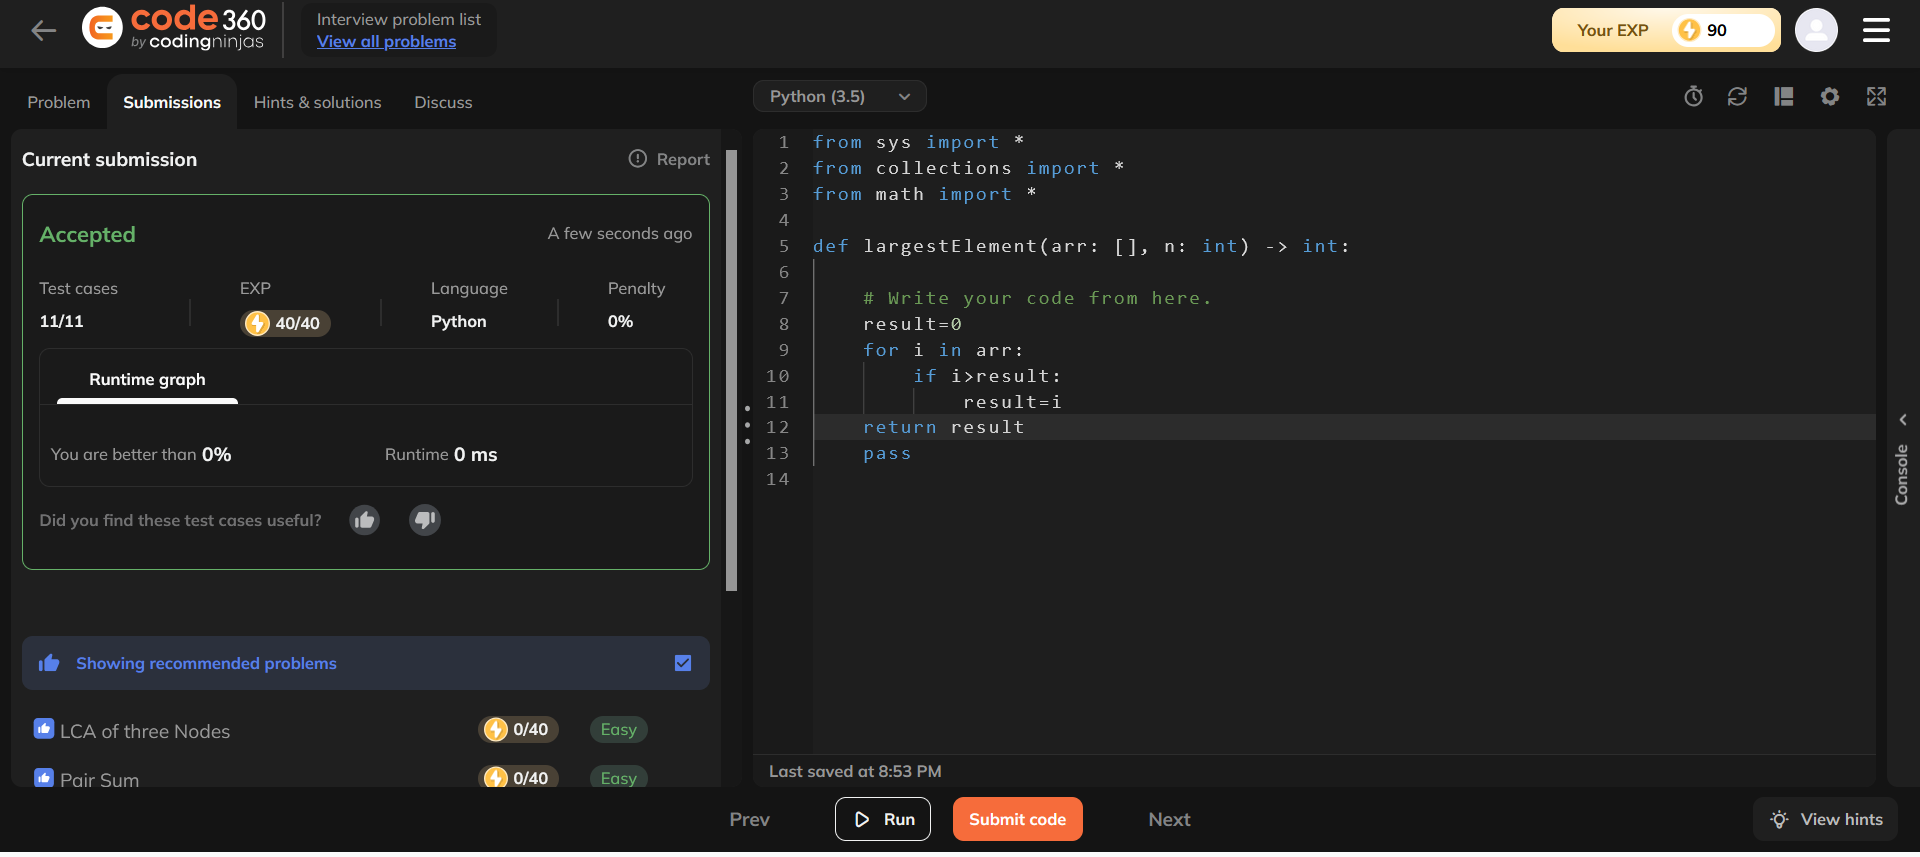 code 360
by codingninjas
Interview problem list
View all problems
Your EXP 90
Problem Submissions Hints & solutions Discuss
Current submission
Report
Accepted
A few seconds ago
Test cases EXP Language Penalty
11/11 40/40 Python 0%
Runtime graph
You are better than 0% Runtime 0 ms
Did you find these test cases useful?
Showing recommended problems
LCA of three Nodes 0/40 Easy
Pair Sum 0/40 Easy
Python (3.5)
1 from sys import *
2 from collections import *
3 from math import *
4
5 def largestElement(arr: [], n: int) -> int:
6
7     # Write your code from here.
8     result=0
9     for i in arr:
10         if i>result:
11             result=i
12     return result
13     pass
14
Console
Last saved at 8:53 PM
Prev Run Submit code Next View hints